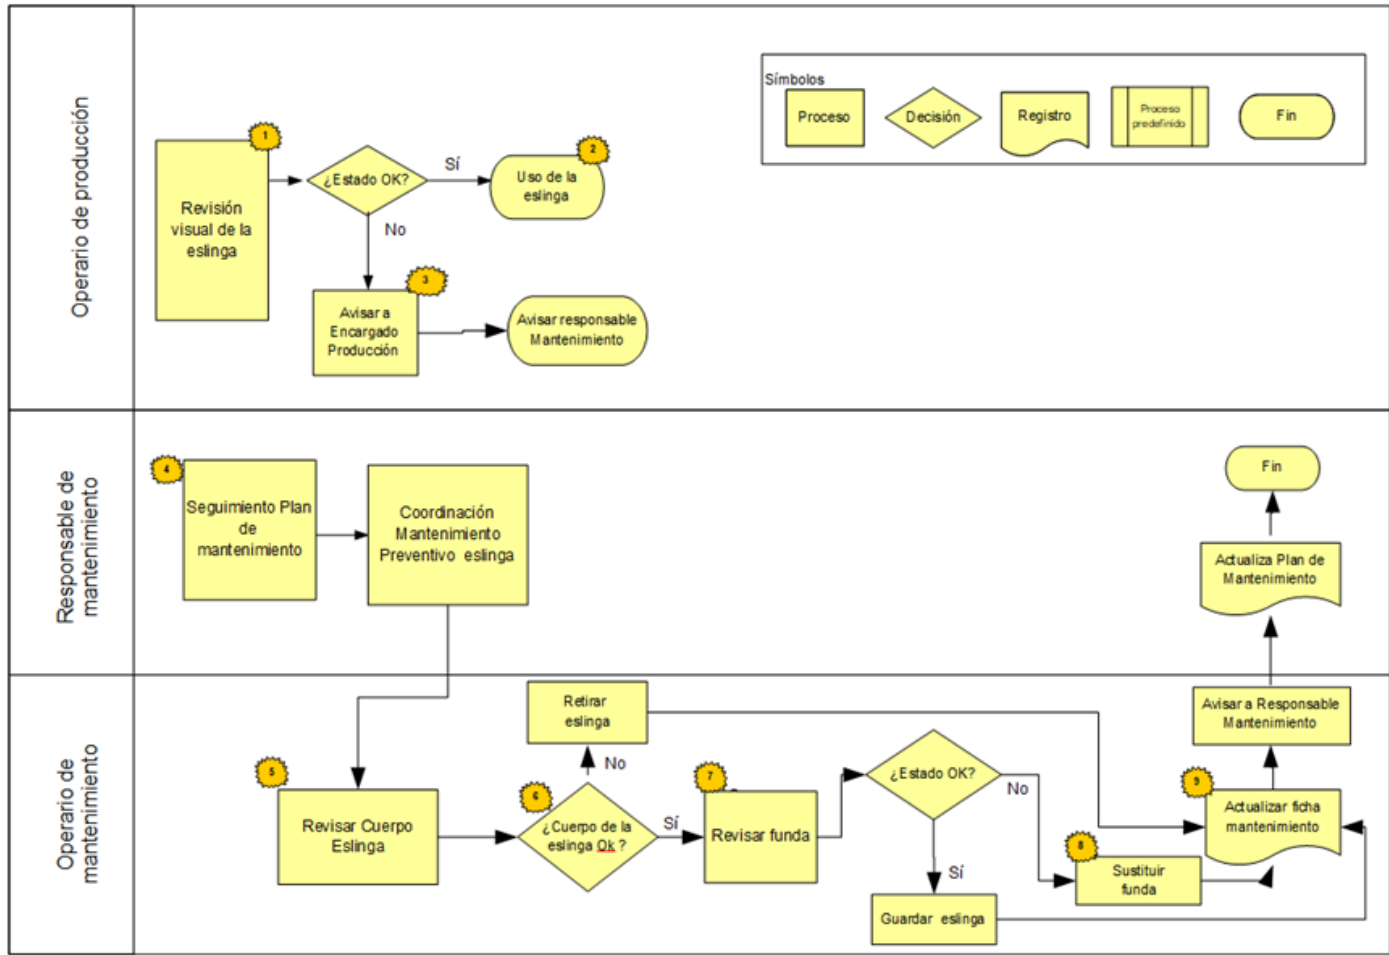 Operario de producción
1
Revisión
visual de la
eslinga
¿Estado OK?
Sí
2
Uso de la
eslinga
No
3
Avisar a
Encargado
Producción
Avisar responsable
Mantenimiento
Símbolos
Proceso
Decisión
Registro
Proceso
predefinido
Fin
Responsable de
mantenimiento
4
Seguimiento Plan
de
mantenimiento
Coordinación
Mantenimiento
Preventivo eslinga
Fin
Actualiza Plan de
Mantenimiento
Operario de
mantenimiento
5
Revisar Cuerpo
Eslinga
6
¿Cuerpo de la
eslinga Ok ?
No
Retirar
eslinga
Sí
7
Revisar funda
¿Estado OK?
No
Sí
Guardar eslinga
8
Sustituir
funda
9
Actualizar ficha
mantenimiento
Avisar a Responsable
Mantenimiento